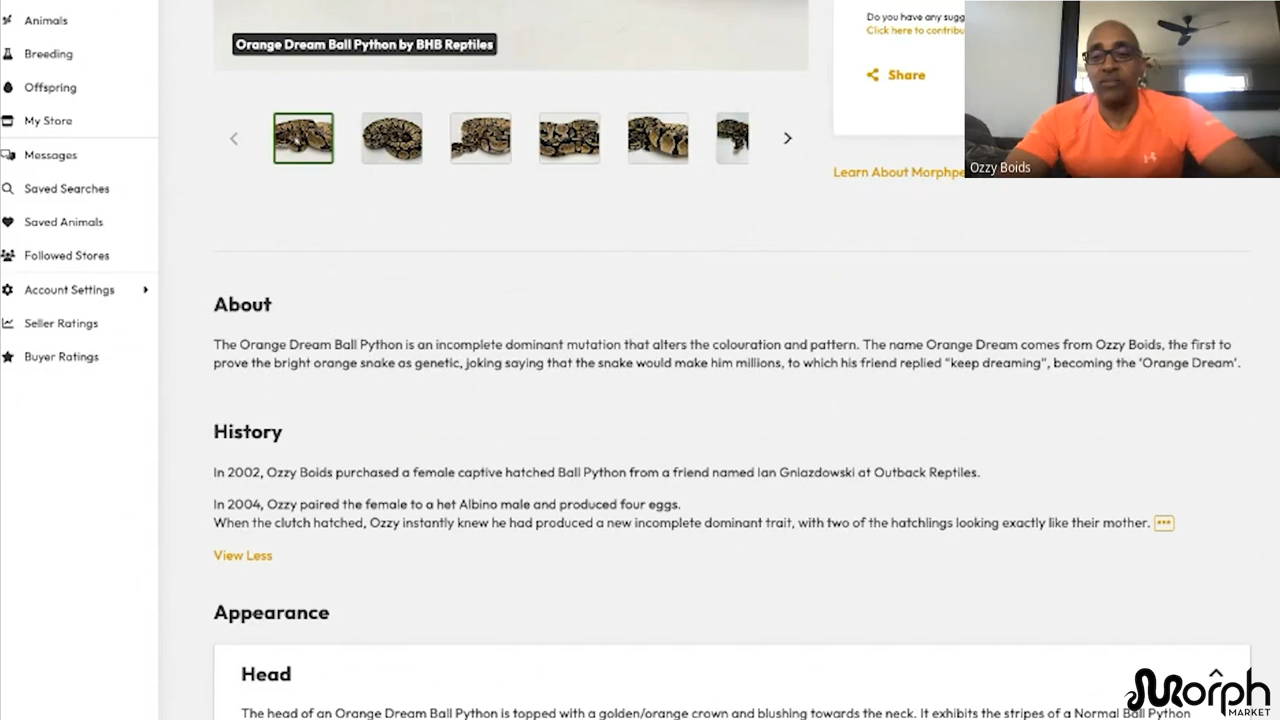 Animals
Breeding
Offspring
My Store
Messages
Saved Searches
Saved Animals
Followed Stores
Account Settings
Seller Ratings
Buyer Ratings
Orange Dream Ball Python by BHB Reptiles
Do you have any sugg
Click here to contribu
Share
Learn About Morphpe
Ozzy Boids
About
The Orange Dream Ball Python is an incomplete dominant mutation that alters the colouration and pattern. The name Orange Dream comes from Ozzy Boids, the first to
prove the bright orange snake as genetic, joking saying that the snake would make him millions, to which his friend replied "keep dreaming", becoming the 'Orange Dream'.
History
In 2002, Ozzy Boids purchased a female captive hatched Ball Python from a friend named Ian Gniazdowski at Outback Reptiles.
In 2004, Ozzy paired the female to a het Albino male and produced four eggs.
When the clutch hatched, Ozzy instantly knew he had produced a new incomplete dominant trait, with two of the hatchlings looking exactly like their mother.
View Less
Appearance
Head
The head of an Orange Dream Ball Python is topped with a golden/orange crown and blushing towards the neck. It exhibits the stripes of a Normal Ball Python
Morph
MARKET